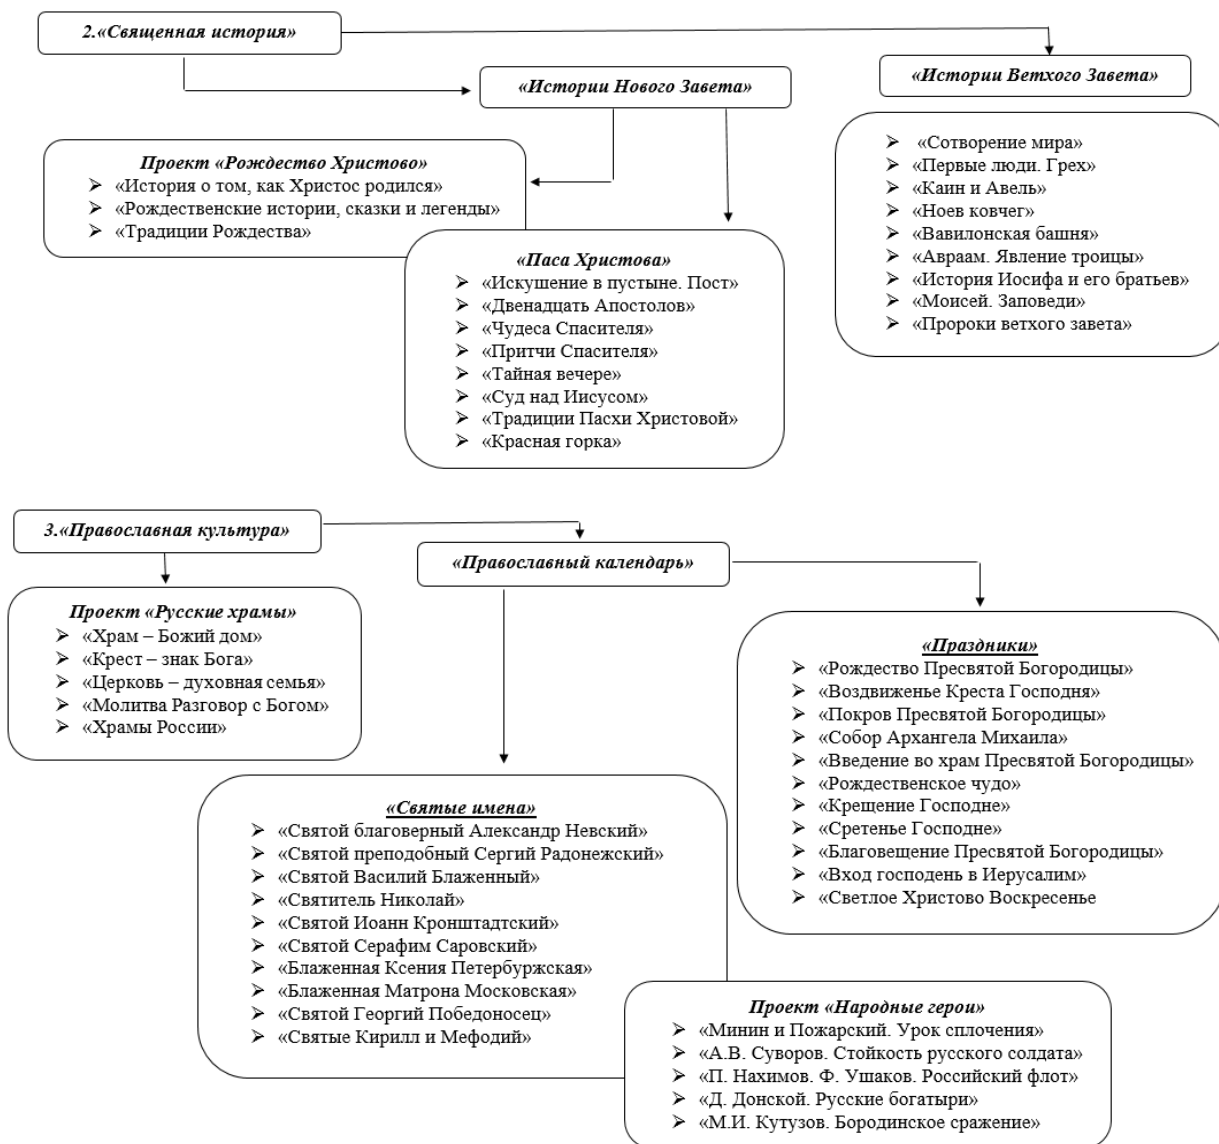 2.«Священная история»
«Истории Нового Завета»
«Истории Ветхого Завета»
Проект «Рождество Христово»
«История о том, как Христос родился»
«Рождественские истории, сказки и легенды»
«Традиции Рождества»
«Паса Христова»
«Искушение в пустыне. Пост»
«Двенадцать Апостолов»
«Чудеса Спасителя»
«Притчи Спасителя»
«Тайная вечере»
«Суд над Иисусом»
«Традиции Пасхи Христовой»
«Красная горка»
«Сотворение мира»
«Первые люди. Грех»
«Каин и Авель»
«Ноев ковчег»
«Вавилонская башня»
«Авраам. Явление троицы»
«История Иосифа и его братьев»
«Моисей. Заповеди»
«Пророки ветхого завета»
3.«Православная культура»
«Православный календарь»
Проект «Русские храмы»
«Храм – Божий дом»
«Крест – знак Бога»
«Церковь – духовная семья»
«Молитва Разговор с Богом»
«Храмы России»
«Праздники»
«Рождество Пресвятой Богородицы»
«Воздвиженье Креста Господня»
«Покров Пресвятой Богородицы»
«Собор Архангела Михаила»
«Введение во храм Пресвятой Богородицы»
«Рождественское чудо»
«Крещение Господне»
«Сретенье Господне»
«Благовещение Пресвятой Богородицы»
«Вход господень в Иерусалим»
«Светлое Христово Воскресенье
«Святые имена»
«Святой благоверный Александр Невский»
«Святой преподобный Сергий Радонежский»
«Святой Василий Блаженный»
«Святитель Николай»
«Святой Иоанн Кронштадтский»
«Святой Серафим Саровский»
«Блаженная Ксения Петербуржская»
«Блаженная Матрона Московская»
«Святой Георгий Победоносец»
«Святые Кирилл и Мефодий»
Проект «Народные герои»
«Минин и Пожарский. Урок сплочения»
«А.В. Суворов. Стойкость русского солдата»
«П. Нахимов. Ф. Ушаков. Российский флот»
«Д. Донской. Русские богатыри»
«М.И. Кутузов. Бородинское сражение»